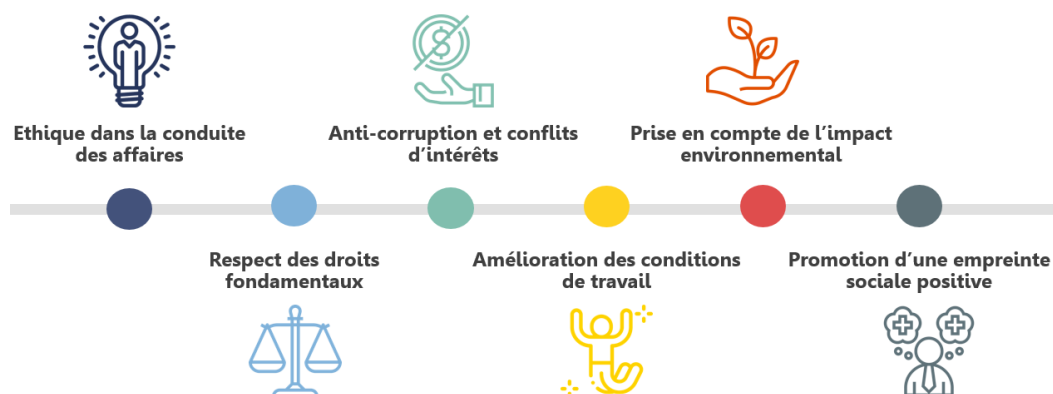 Ethique dans la conduite
des affaires
Anti-corruption et conflits
d'intérêts
Prise en compte de l'impact
environnemental
Respect des droits
fondamentaux
Amélioration des conditions
de travail
Promotion d'une empreinte
sociale positive